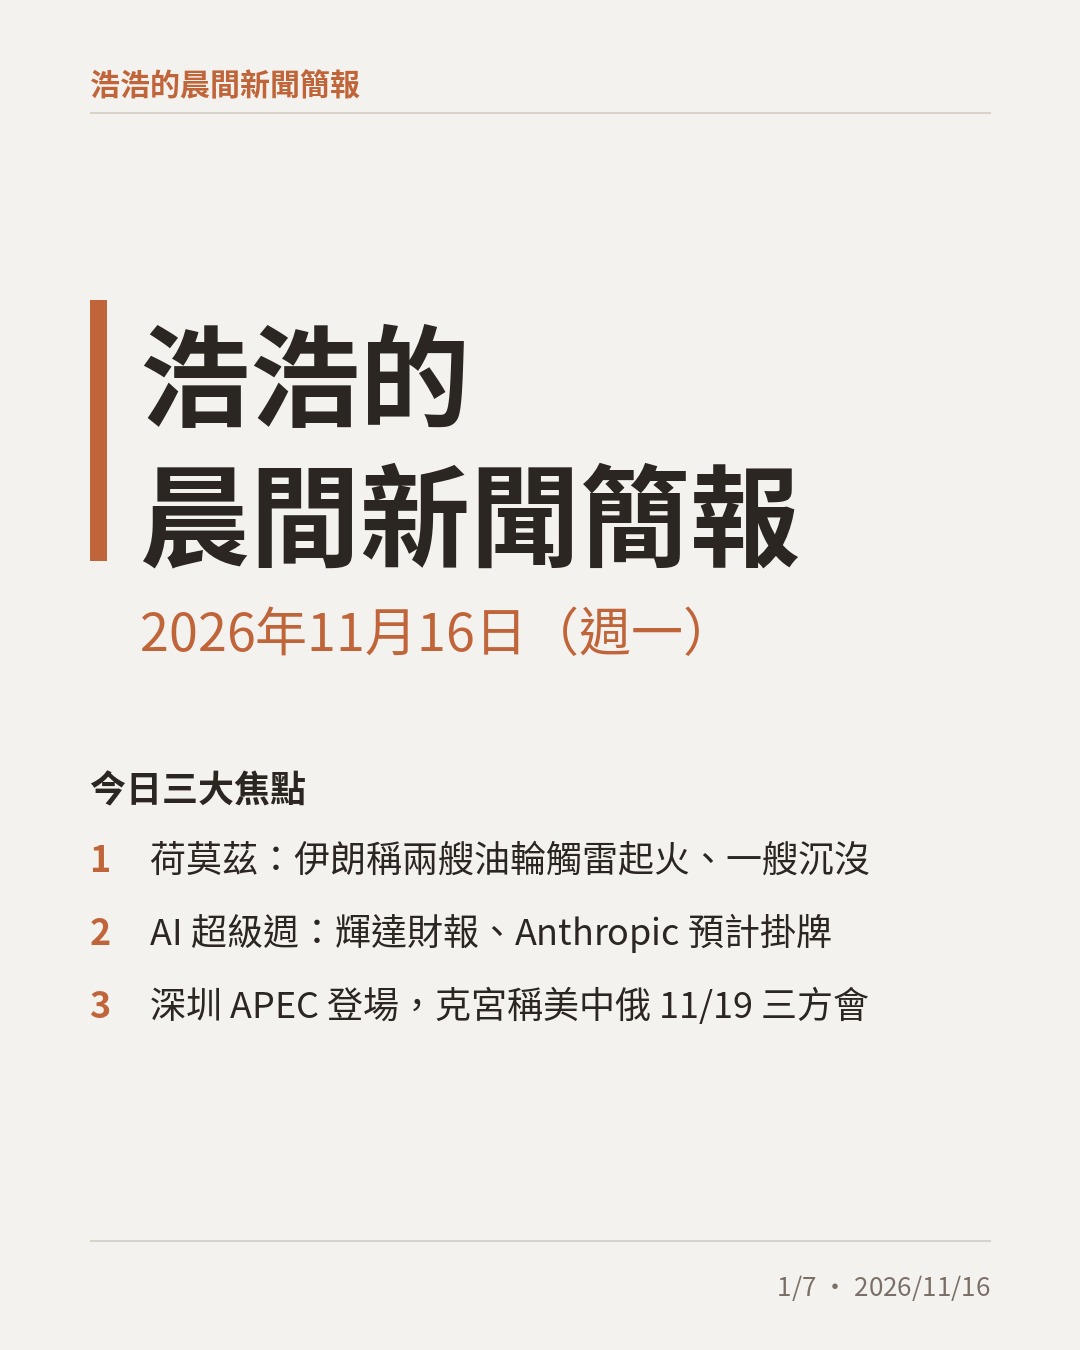 浩浩的晨間新聞簡報
浩浩的
晨間新聞簡報
2026年11月16日（週一）
今日三大焦點
1 荷莫茲：伊朗稱兩艘油輪觸雷起火、一艘沉沒
2 AI 超級週：輝達財報、Anthropic 預計掛牌
3 深圳 APEC 登場，克宮稱美中俄 11/19 三方會
1/7 · 2026/11/16